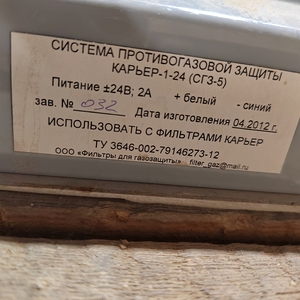 СИСТЕМА ПРОТИВОГАЗОВОЙ ЗАЩИТЫ
КАРЬЕР-1-24 (СГЗ-5)
Питание ±24В; 2А + белый - синий
зав. № 032 Дата изготовления 04.2012 г.
ИСПОЛЬЗОВАТЬ С ФИЛЬТРАМИ КАРЬЕР
ТУ 3646-002-79146273-12
ООО «Фильтры для газозащиты» filter_gaz@mail.ru